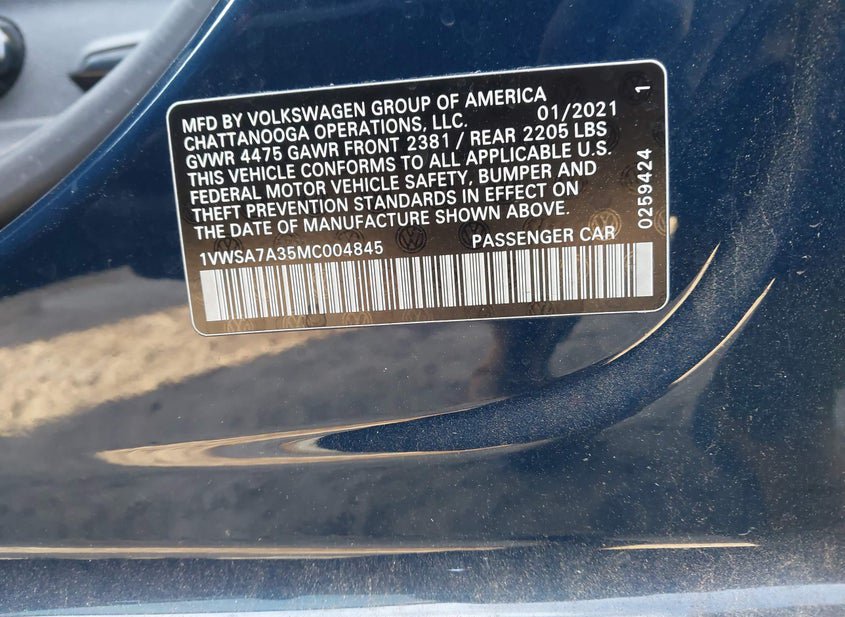 MFD BY VOLKSWAGEN GROUP OF AMERICA
CHATTANOOGA OPERATIONS, LLC. 01/2021
GVWR 4475 GAWR FRONT 2381 / REAR 2205 LBS
THIS VEHICLE CONFORMS TO ALL APPLICABLE U.S.
FEDERAL MOTOR VEHICLE SAFETY, BUMPER AND
THEFT PREVENTION STANDARDS IN EFFECT ON
THE DATE OF MANUFACTURE SHOWN ABOVE.
1VWSA7A35MC004845 PASSENGER CAR
0259424 1